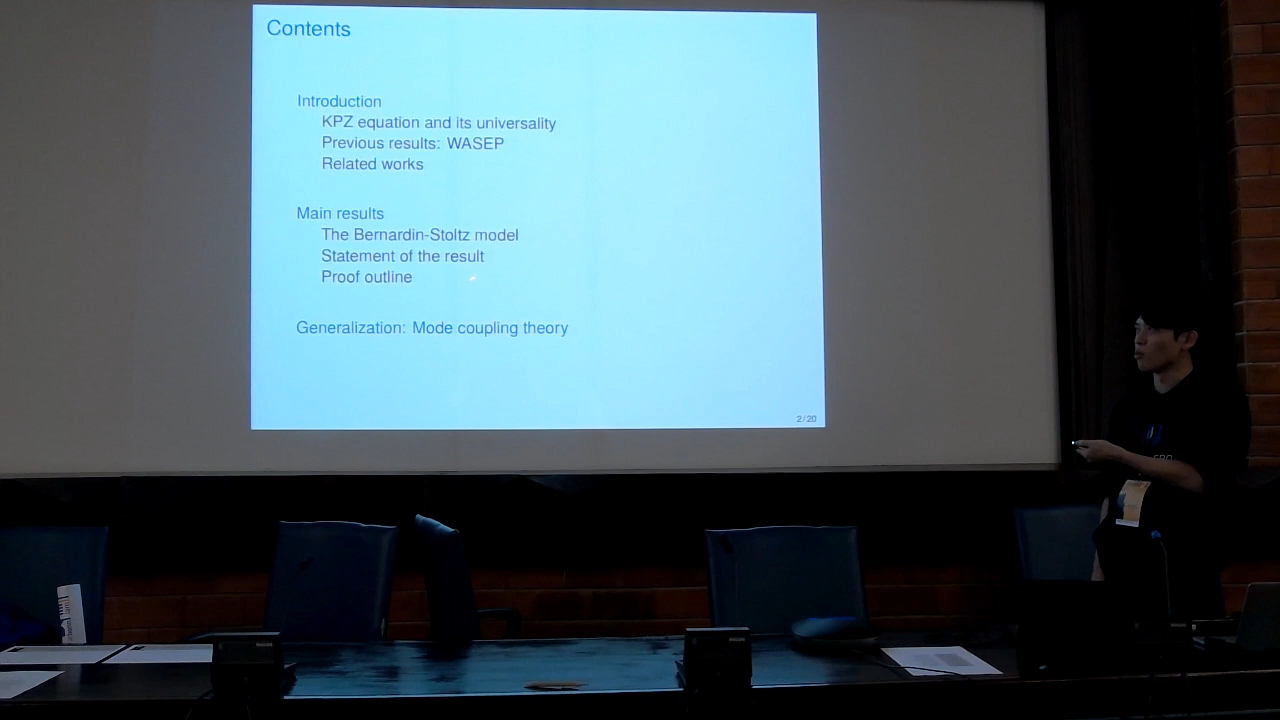 Contents
Introduction
KPZ equation and its universality
Previous results: WASEP
Related works
Main results
The Bernardin-Stoltz model
Statement of the result
Proof outline
Generalization: Mode coupling theory
2/20